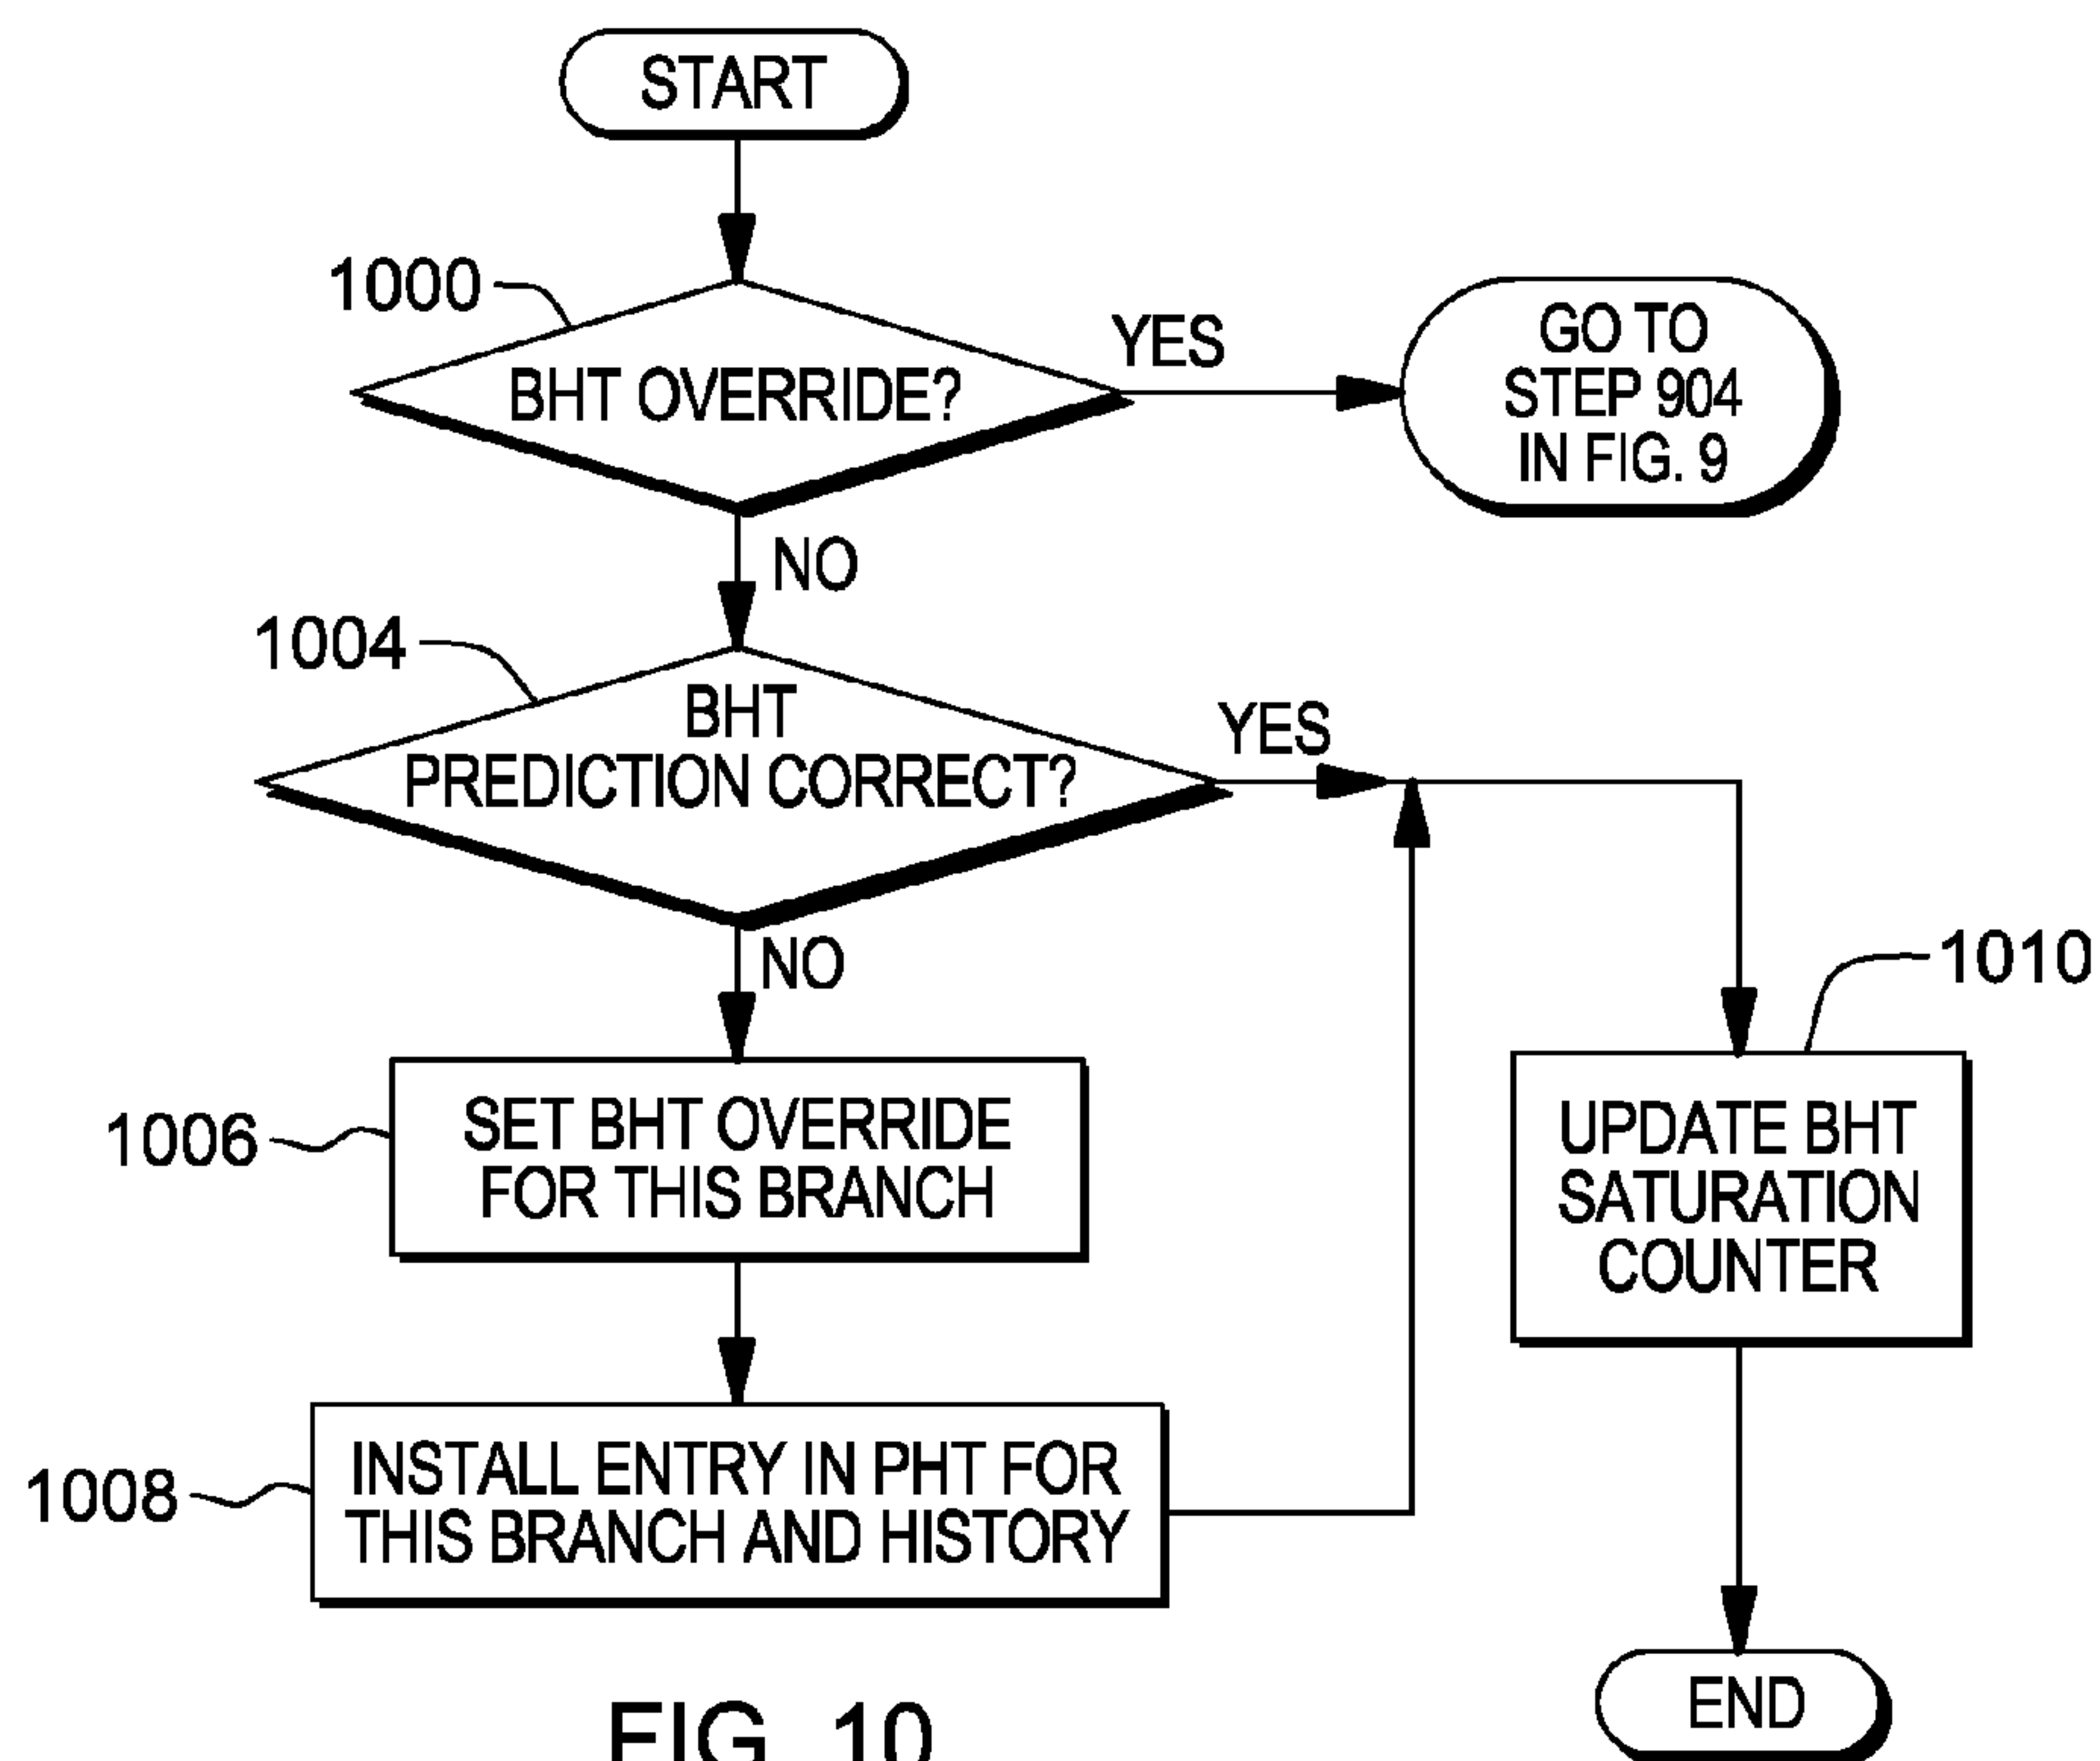 START
1000
BHT OVERRIDE?
YES
GO TO
STEP 904
IN FIG. 9
NO
1004
BHT
PREDICTION CORRECT?
YES
NO
1010
1006
SET BHT OVERRIDE
FOR THIS BRANCH
UPDATE BHT
SATURATION
COUNTER
1008
INSTALL ENTRY IN PHT FOR
THIS BRANCH AND HISTORY
END
FIG. 10